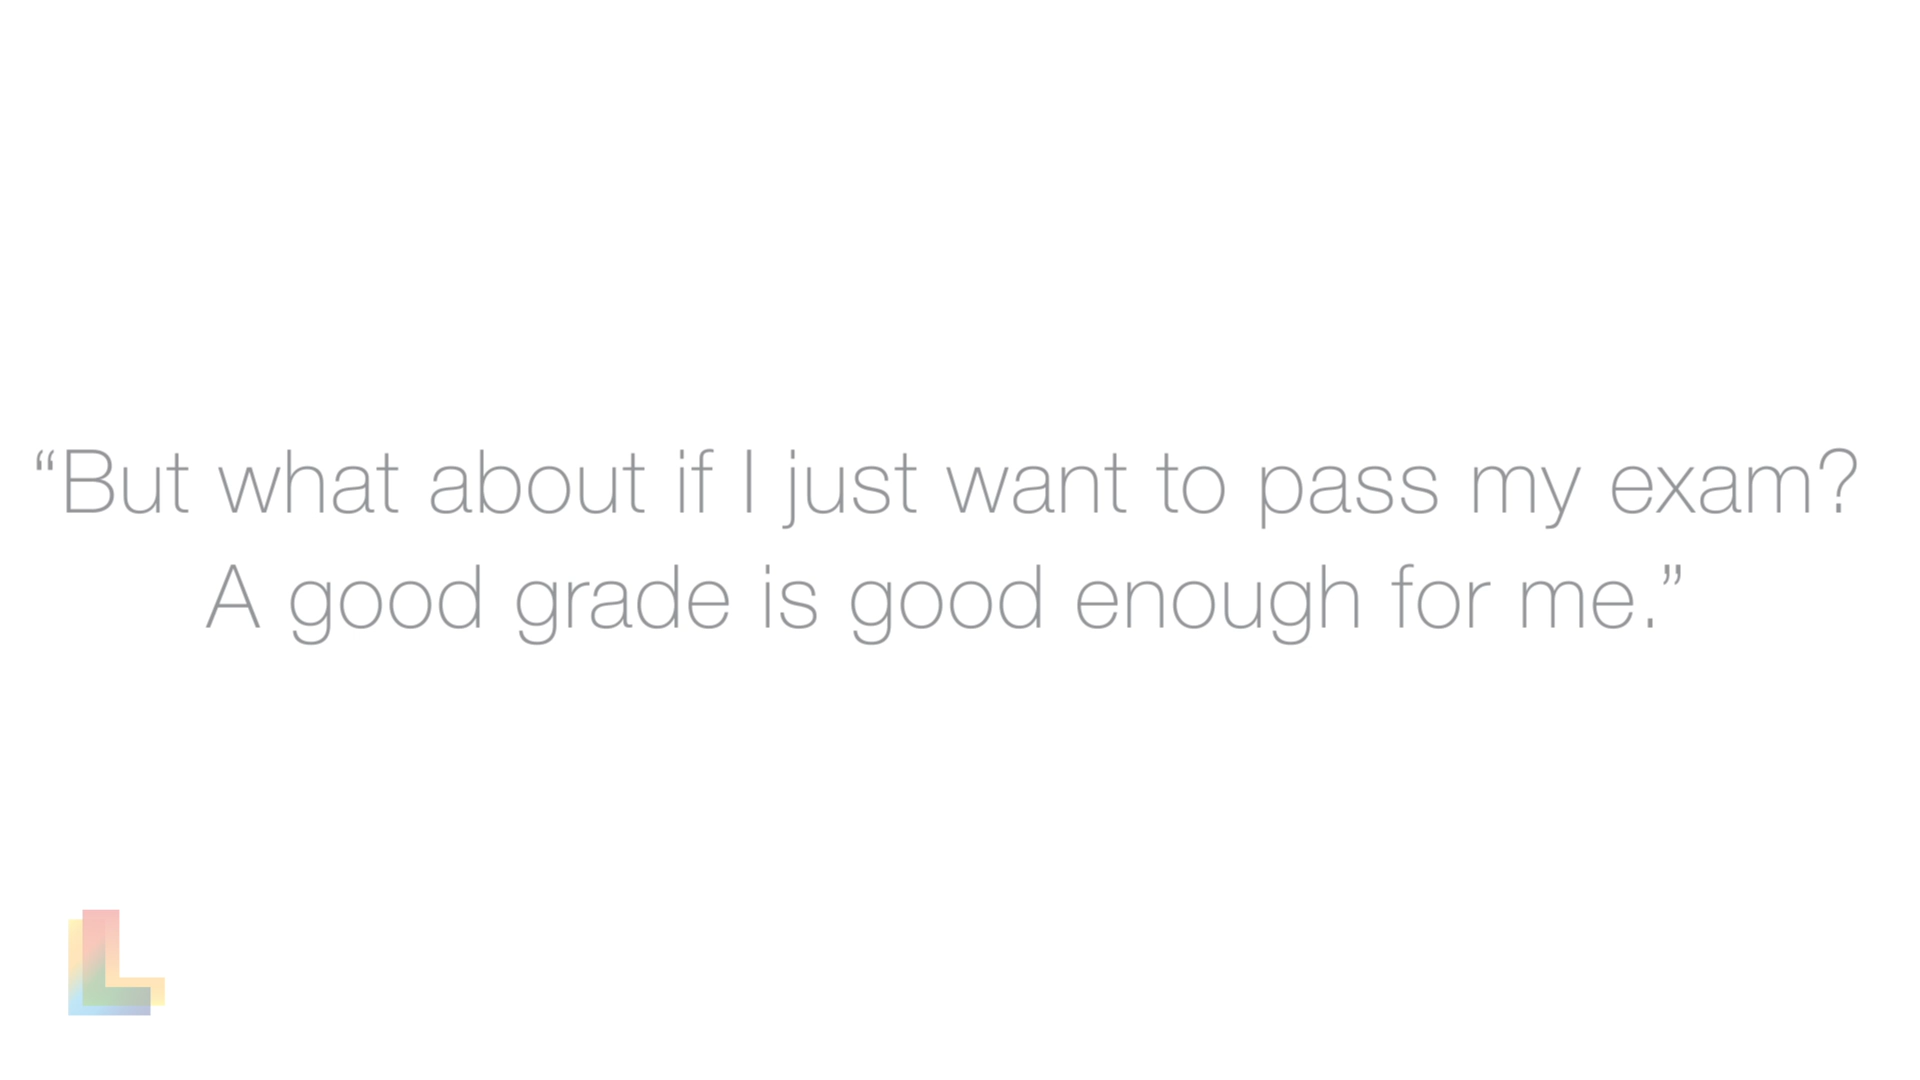 “But what about if I just want to pass my exam?
A good grade is good enough for me.”
L